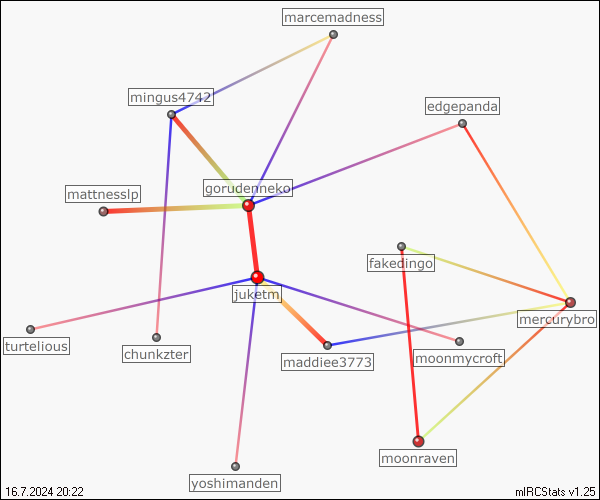 marcemadness
mingus4742
edgepanda
gorudenneko
mattnesslp
fakedingo
juketm
mercurybro
turtelious
chunkzter
maddiee3773
moonmycroft
moonraven
yoshimanden
16.7.2024 20:22
mIRCStats v1.25